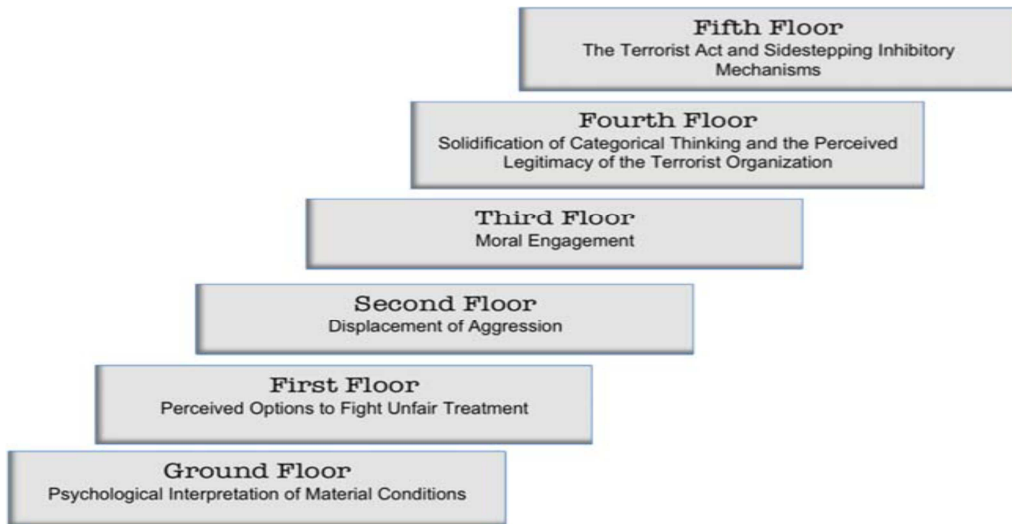 Fifth Floor
The Terrorist Act and Sidestepping Inhibitory
Mechanisms
Fourth Floor
Solidification of Categorical Thinking and the Perceived
Legitimacy of the Terrorist Organization
Third Floor
Moral Engagement
Second Floor
Displacement of Aggression
First Floor
Perceived Options to Fight Unfair Treatment
Ground Floor
Psychological Interpretation of Material Conditions